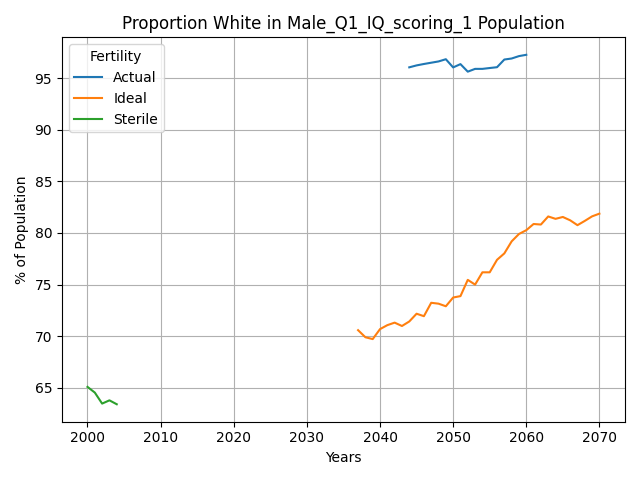 Proportion White in Male_Q1_IQ_scoring_1 Population
Fertility
Actual
Ideal
Sterile
% of Population
95
90
85
80
75
70
65
2000 2010 2020 2030 2040 2050 2060 2070
Years